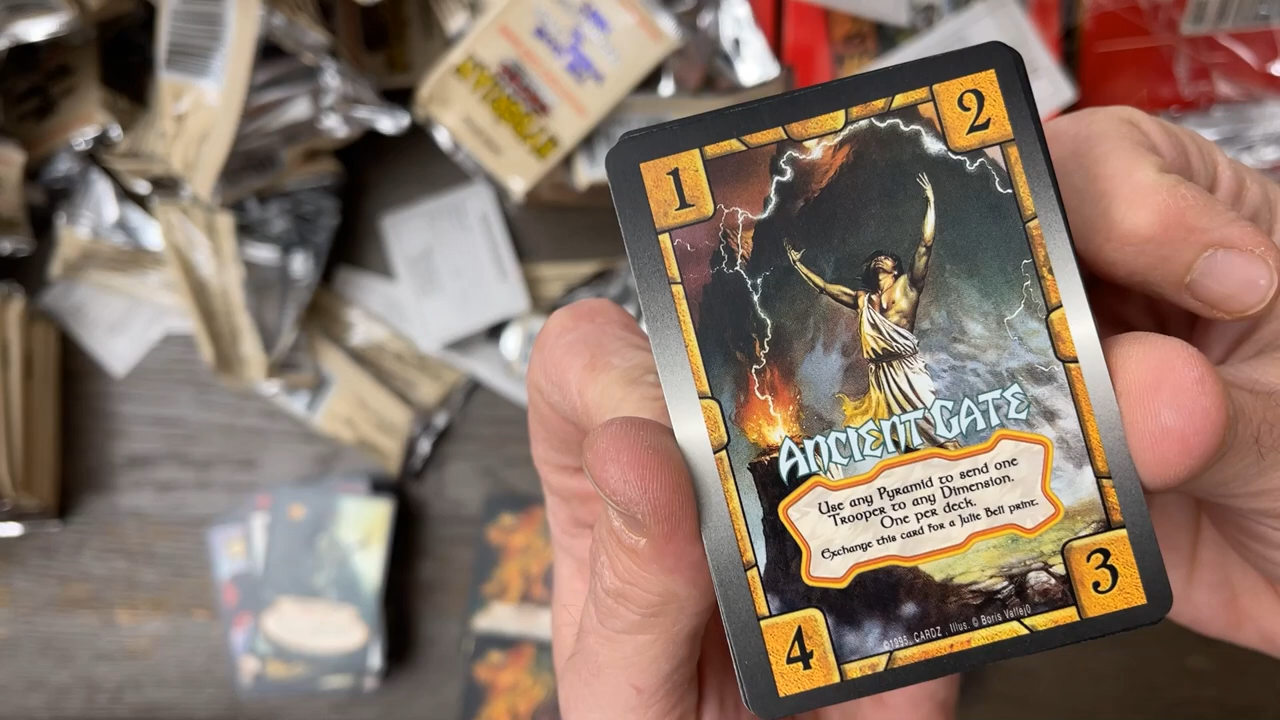 1
2
ANCIENT GATE
Use any Pyramid to send one
Trooper to any Dimension.
One per deck.
Exchange this card for a Julie Bell print.
3
4
©1995, CARDZ , Illus. © Boris Vallejo